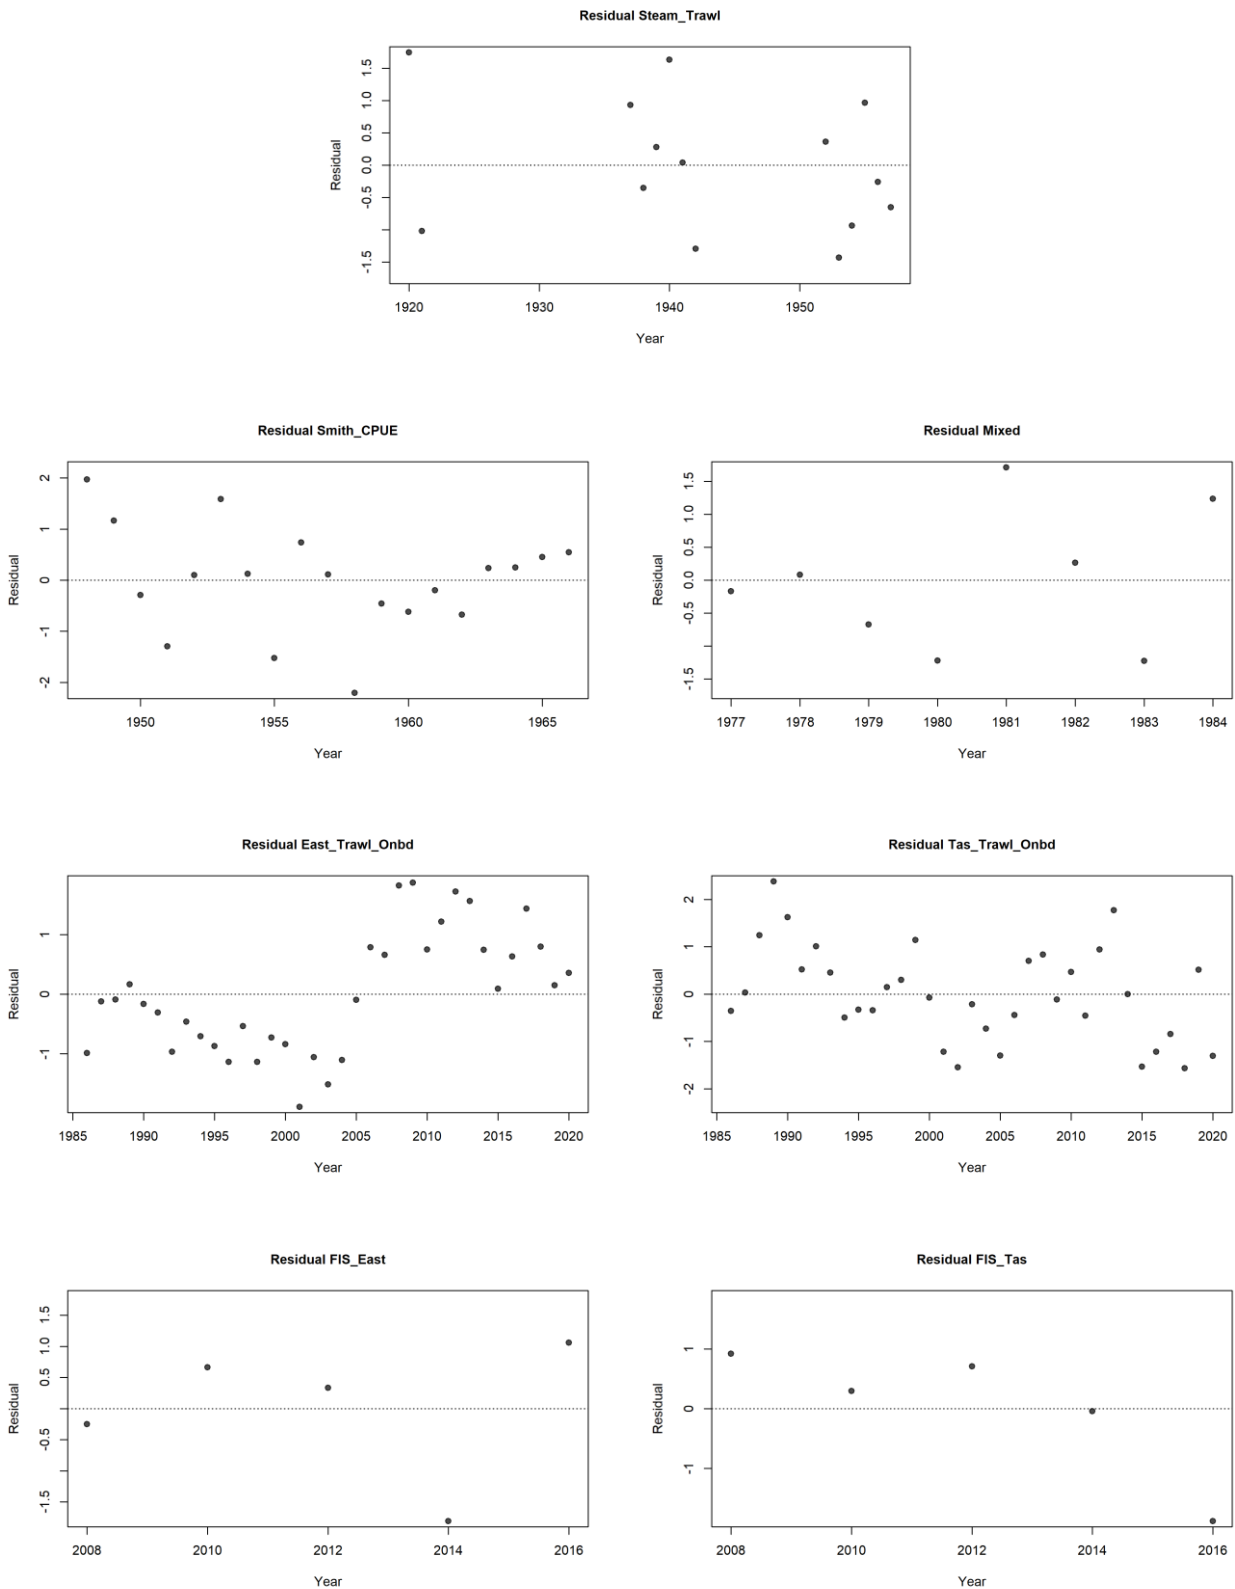 Residual Steam_Trawl
1.5
1.0
0.5
0.0
-0.5
-1.5
Residual
1920 1930 1940 1950
Year
Residual Smith_CPUE
2
1
0
-1
-2
Residual
1950 1955 1960 1965
Year
Residual Mixed
1.5
1.0
0.5
0.0
-0.5
-1.5
Residual
1977 1978 1979 1980 1981 1982 1983 1984
Year
Residual East_Trawl_Onbd
1
0
-1
Residual
1985 1990 1995 2000 2005 2010 2015 2020
Year
Residual Tas_Trawl_Onbd
2
1
0
-1
-2
Residual
1985 1990 1995 2000 2005 2010 2015 2020
Year
Residual FIS_East
1.5
1.0
0.5
-0.5
-1.5
Residual
2008 2010 2012 2014 2016
Year
Residual FIS_Tas
1
0
-1
Residual
2008 2010 2012 2014 2016
Year